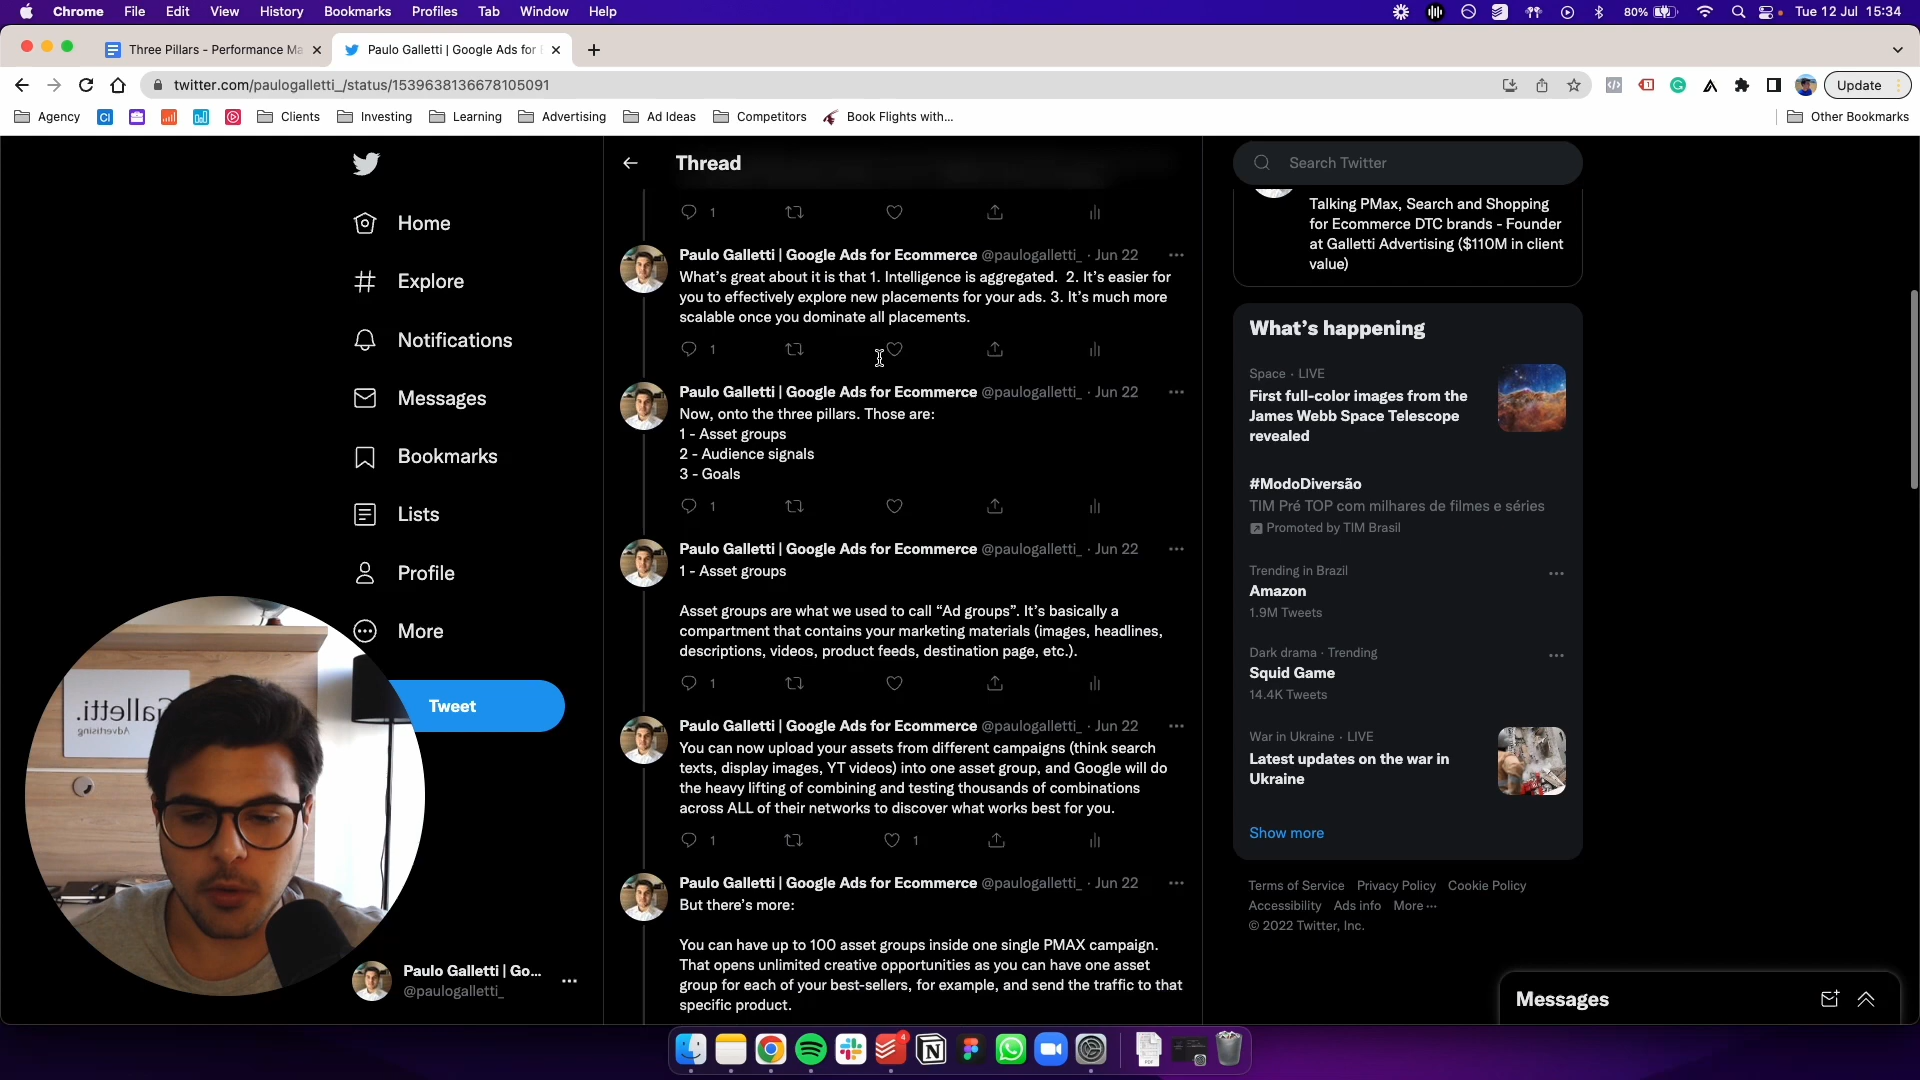 Chrome File Edit View History Bookmarks Profiles Tab Window Help
80% Tue 12 Jul 15:34
Three Pillars - Performance Ma
Paulo Galletti | Google Ads for
twitter.com/paulogalletti_/status/1539638136678105091
Update
Agency
CI
Clients
Investing
Learning
Advertising
Ad Ideas
Competitors
Book Flights with...
Other Bookmarks
Home
Explore
Notifications
Messages
Bookmarks
Lists
Profile
More
Tweet
Galletti.
Advertising
Paulo Galletti | Go...
@paulogalletti_
Thread
1
Paulo Galletti | Google Ads for Ecommerce @paulogalletti_ · Jun 22
What's great about it is that 1. Intelligence is aggregated. 2. It's easier for
you to effectively explore new placements for your ads. 3. It's much more
scalable once you dominate all placements.
1
Paulo Galletti | Google Ads for Ecommerce @paulogalletti_ · Jun 22
Now, onto the three pillars. Those are:
1 - Asset groups
2 - Audience signals
3 - Goals
1
Paulo Galletti | Google Ads for Ecommerce @paulogalletti_ · Jun 22
1 - Asset groups
Asset groups are what we used to call “Ad groups”. It's basically a
compartment that contains your marketing materials (images, headlines,
descriptions, videos, product feeds, destination page, etc.).
1
Paulo Galletti | Google Ads for Ecommerce @paulogalletti_ · Jun 22
You can now upload your assets from different campaigns (think search
texts, display images, YT videos) into one asset group, and Google will do
the heavy lifting of combining and testing thousands of combinations
across ALL of their networks to discover what works best for you.
1 1
Paulo Galletti | Google Ads for Ecommerce @paulogalletti_ · Jun 22
But there's more:
You can have up to 100 asset groups inside one single PMAX campaign.
That opens unlimited creative opportunities as you can have one asset
group for each of your best-sellers, for example, and send the traffic to that
specific product.
Search Twitter
Talking PMax, Search and Shopping
for Ecommerce DTC brands - Founder
at Galletti Advertising ($110M in client
value)
What's happening
Space · LIVE
First full-color images from the
James Webb Space Telescope
revealed
#ModoDiversão
TIM Pré TOP com milhares de filmes e séries
Promoted by TIM Brasil
Trending in Brazil
Amazon
1.9M Tweets
Dark drama · Trending
Squid Game
14.4K Tweets
War in Ukraine · LIVE
Latest updates on the war in
Ukraine
Show more
Terms of Service Privacy Policy Cookie Policy
Accessibility Ads info More ···
© 2022 Twitter, Inc.
Messages
4